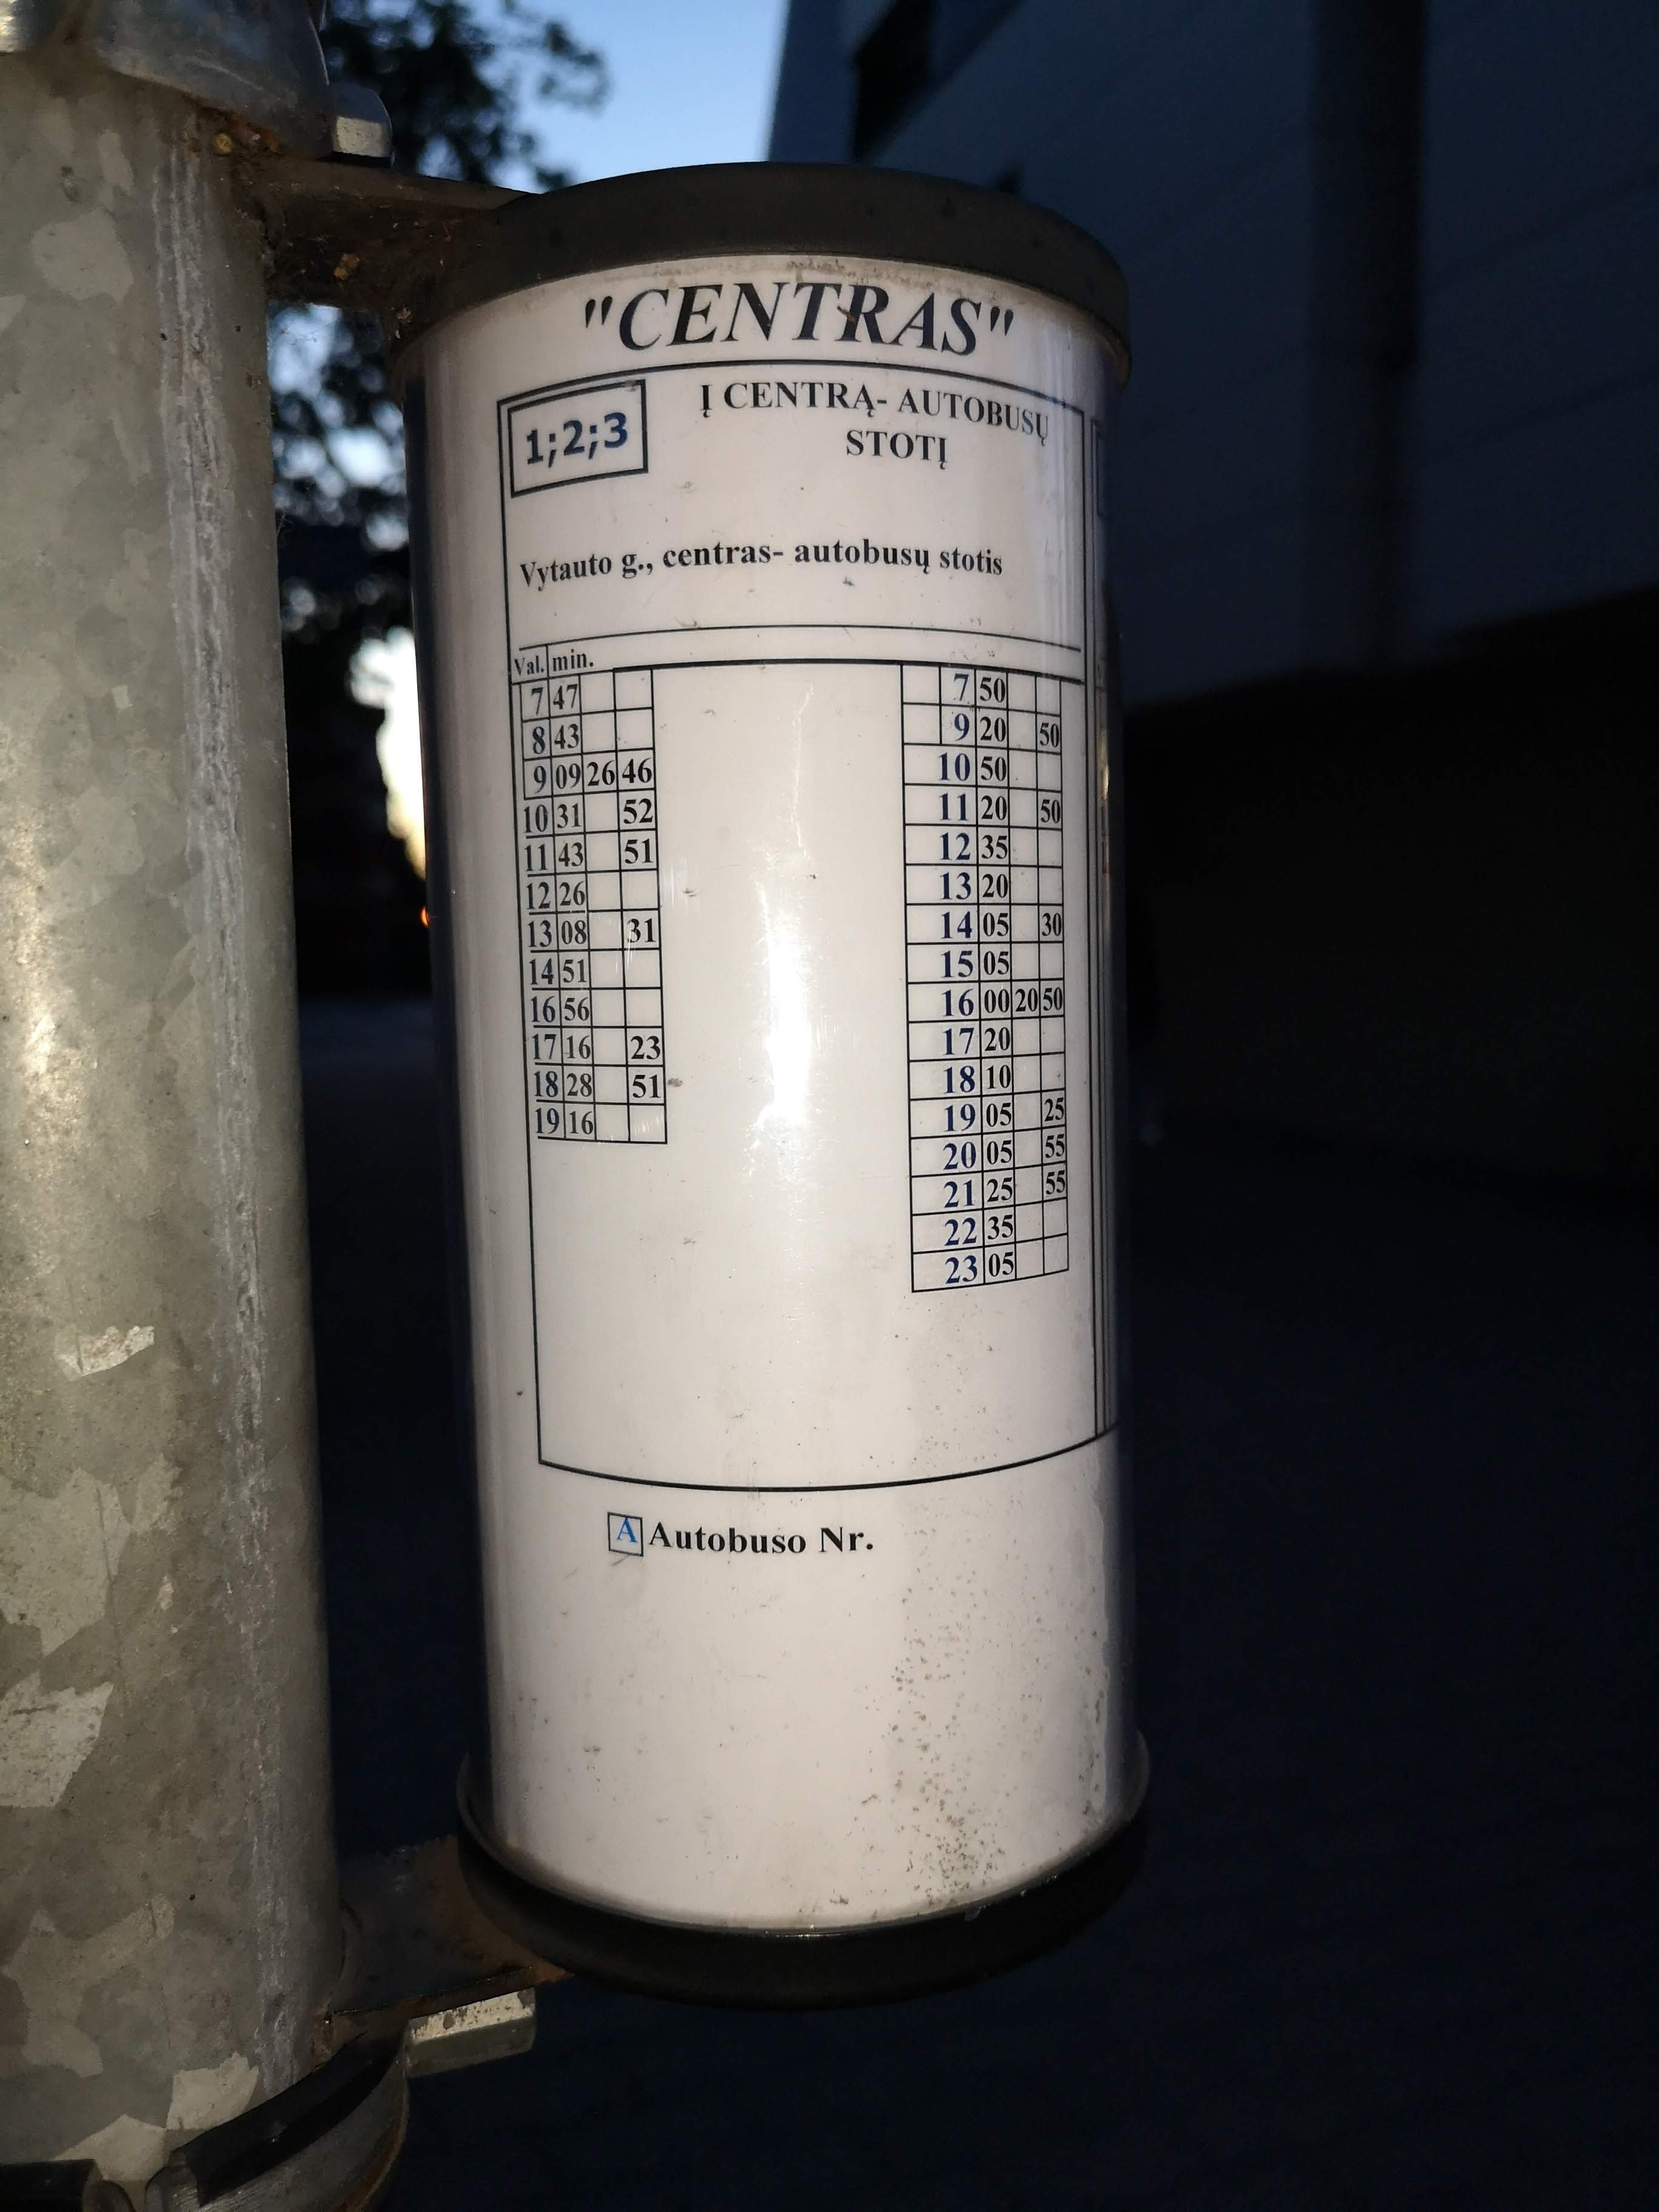 "CENTRAS"
1;2;3
Į CENTRĄ- AUTOBUSŲ
STOTĮ
Vytauto g., centras- autobusų stotis
Val. min.
7 47
8 43
9 09 26 46
10 31 52
11 43 51
12 26
13 08 31
14 51
16 56
17 16 23
18 28 51
19 16
7 50
9 20 50
10 50
11 20 50
12 35
13 20
14 05 30
15 05
16 00 20 50
17 20
18 10
19 05 25
20 05 55
21 25 55
22 35
23 05
A Autobuso Nr.